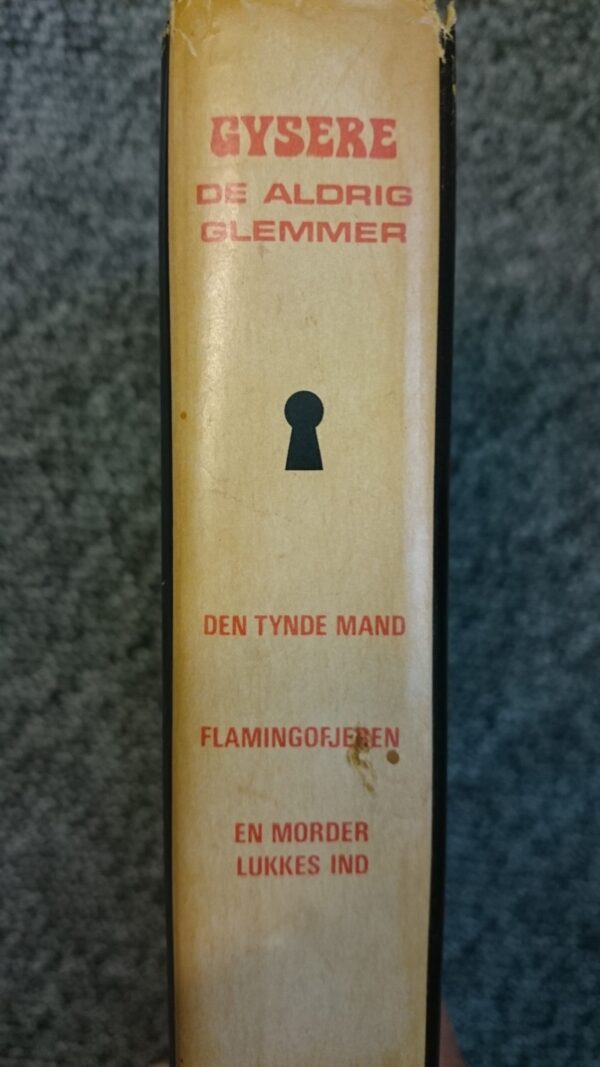 GYSERE
DE ALDRIG
GLEMMER
DEN TYNDE MAND
FLAMINGOFJEREN
EN MORDER
LUKKES IND